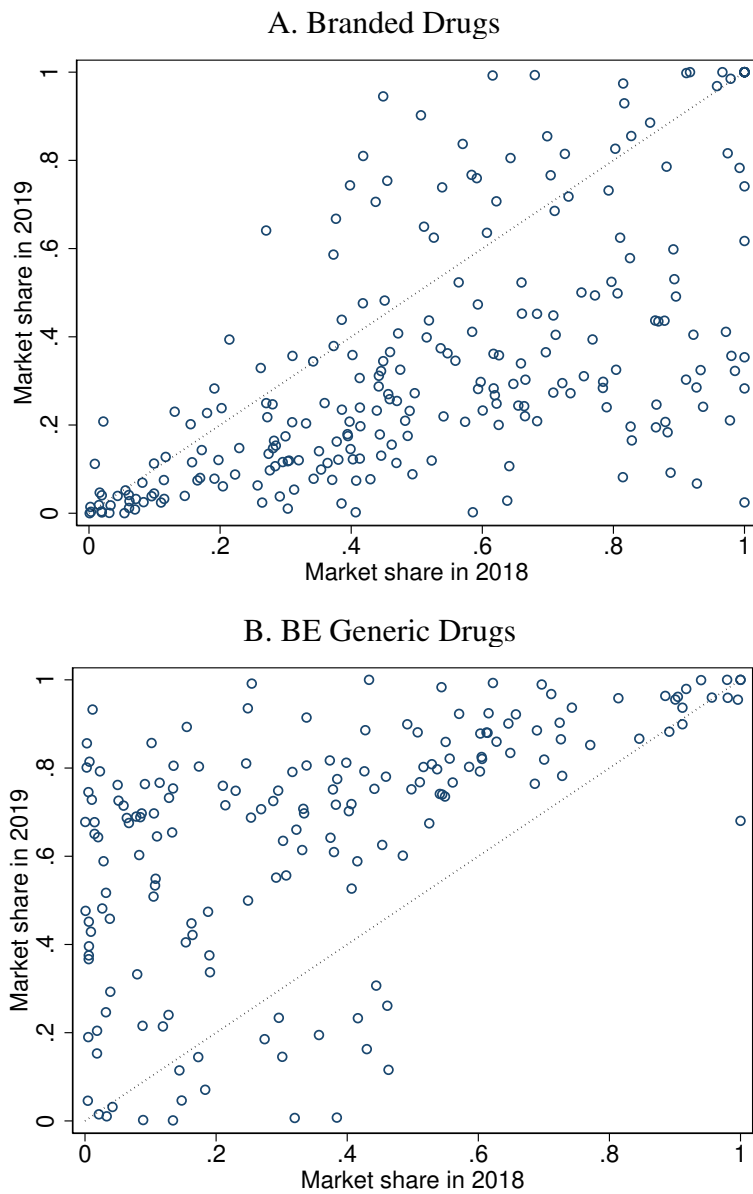 A. Branded Drugs
Market share in 2019
1
.8
.6
.4
.2
0
0 .2 .4 .6 .8 1
Market share in 2018
B. BE Generic Drugs
Market share in 2019
1
.8
.6
.4
.2
0
0 .2 .4 .6 .8 1
Market share in 2018